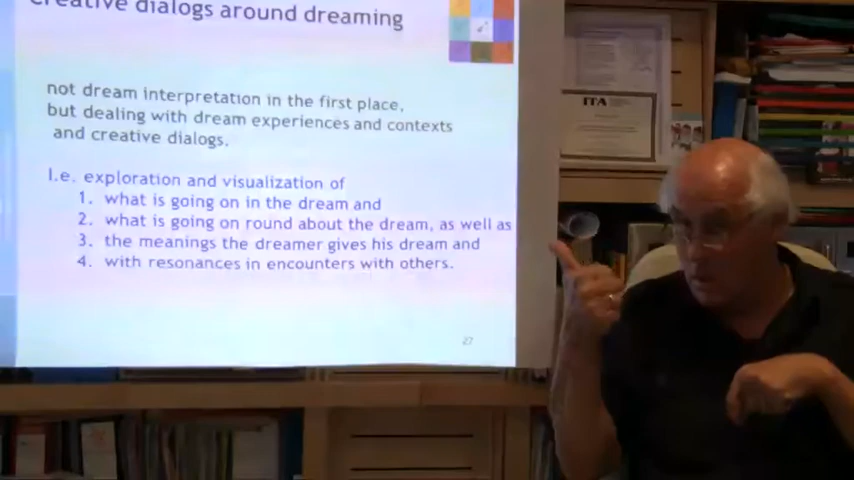 creative dialogs around dreaming
not dream interpretation in the first place,
but dealing with dream experiences and contexts
and creative dialogs.
I.e. exploration and visualization of
1. what is going on in the dream and
2. what is going on round about the dream, as well as
3. the meanings the dreamer gives his dream and
4. with resonances in encounters with others.
27
ITA